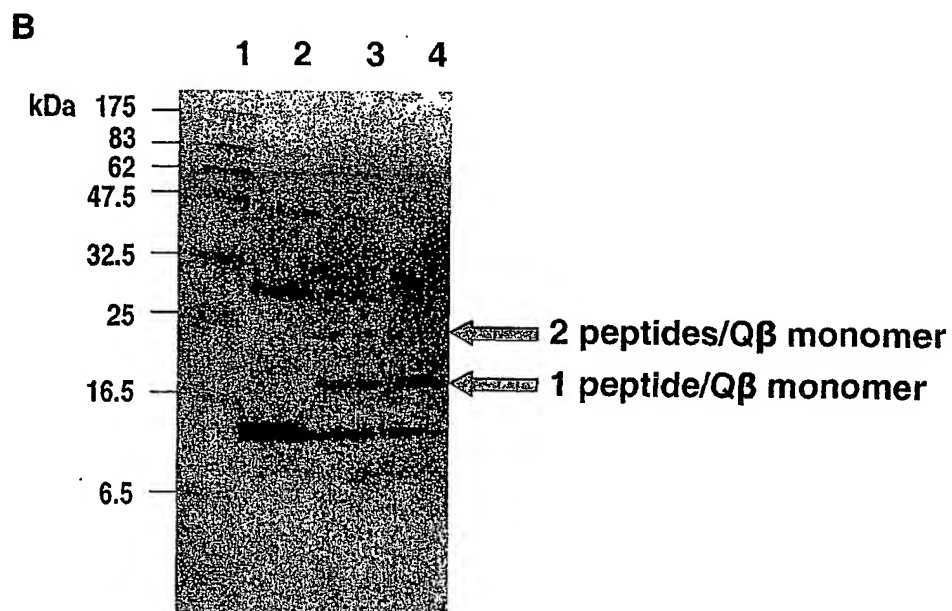 B
1 2 3 4
kDa 175
83
62
47.5
32.5
25
2 peptides/Qβ monomer
1 peptide/Qβ monomer
16.5
6.5